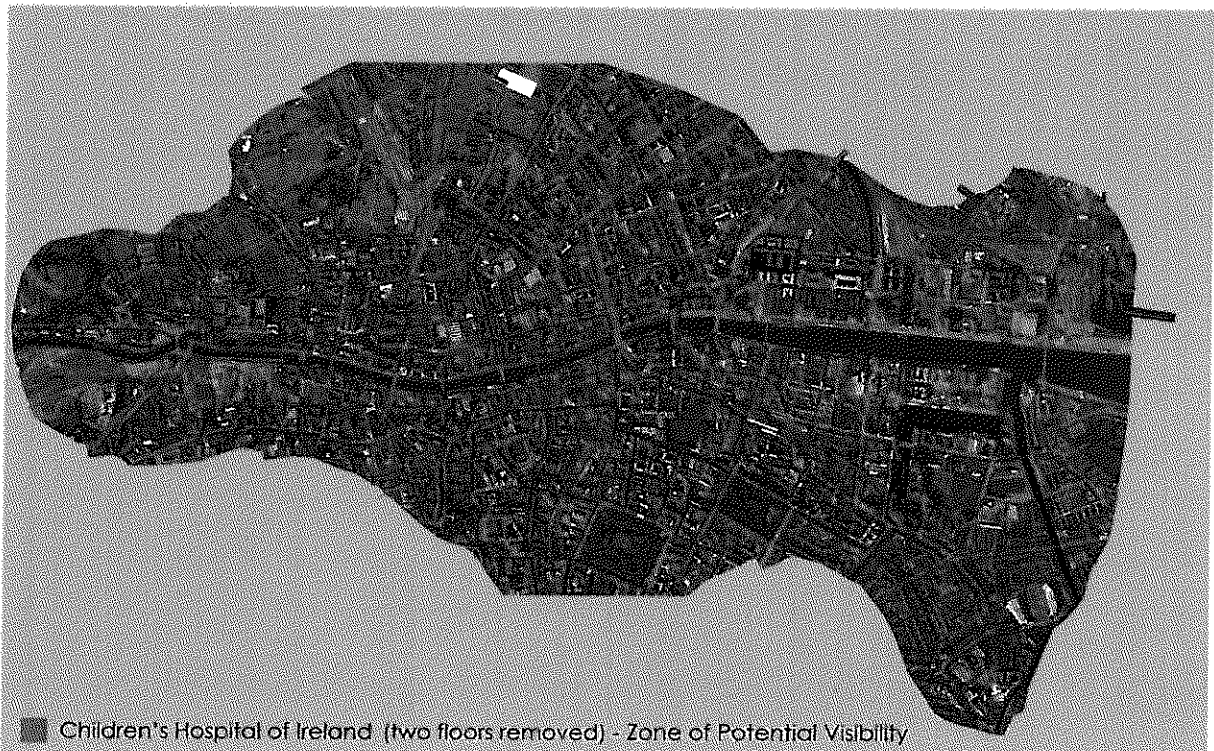 Children's Hospital of Ireland (two floors removed) - Zone of Potential Visibility